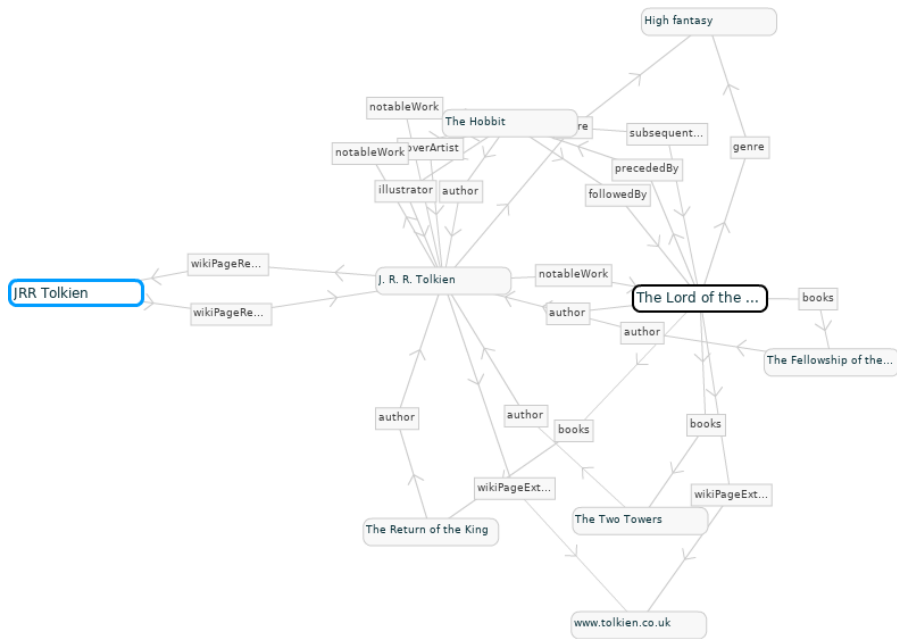 High fantasy
notableWork
The Hobbit
re
subsequent...
notableWork
overArtist
genre
precededBy
illustrator
author
followedBy
wikiPageRe...
J. R. R. Tolkien
notableWork
JRR Tolkien
The Lord of the ...
books
wikiPageRe...
author
author
The Fellowship of the...
author
author
books
books
wikiPageExt...
wikiPageExt...
The Return of the King
The Two Towers
www.tolkien.co.uk